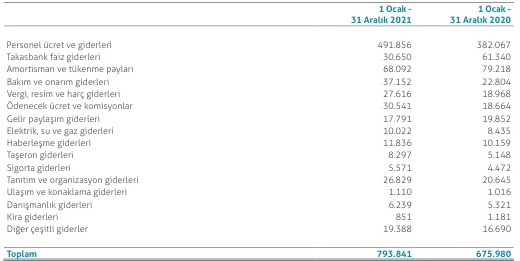 1 Ocak - 1 Ocak -
31 Aralık 2021 31 Aralık 2020
Personel ücret ve giderleri 491.856 382.067
Takasbank faiz giderleri 30.650 61.340
Amortisman ve tükenme payları 68.092 79.218
Bakım ve onarım giderleri 37.152 22.804
Vergi, resim ve harç giderleri 27.616 18.968
Ödenecek ücret ve komisyonlar 30.541 18.664
Gelir paylaşım giderleri 17.791 19.852
Elektrik, su ve gaz giderleri 10.022 8.435
Haberleşme giderleri 11.836 10.159
Taşeron giderleri 8.297 5.148
Sigorta giderleri 5.571 4.472
Tanıtım ve organizasyon giderleri 26.829 20.645
Ulaşım ve konaklama giderleri 1.110 1.016
Danışmanlık giderleri 6.239 5.321
Kira giderleri 851 1.181
Diğer çeşitli giderler 19.388 16.690
Toplam 793.841 675.980